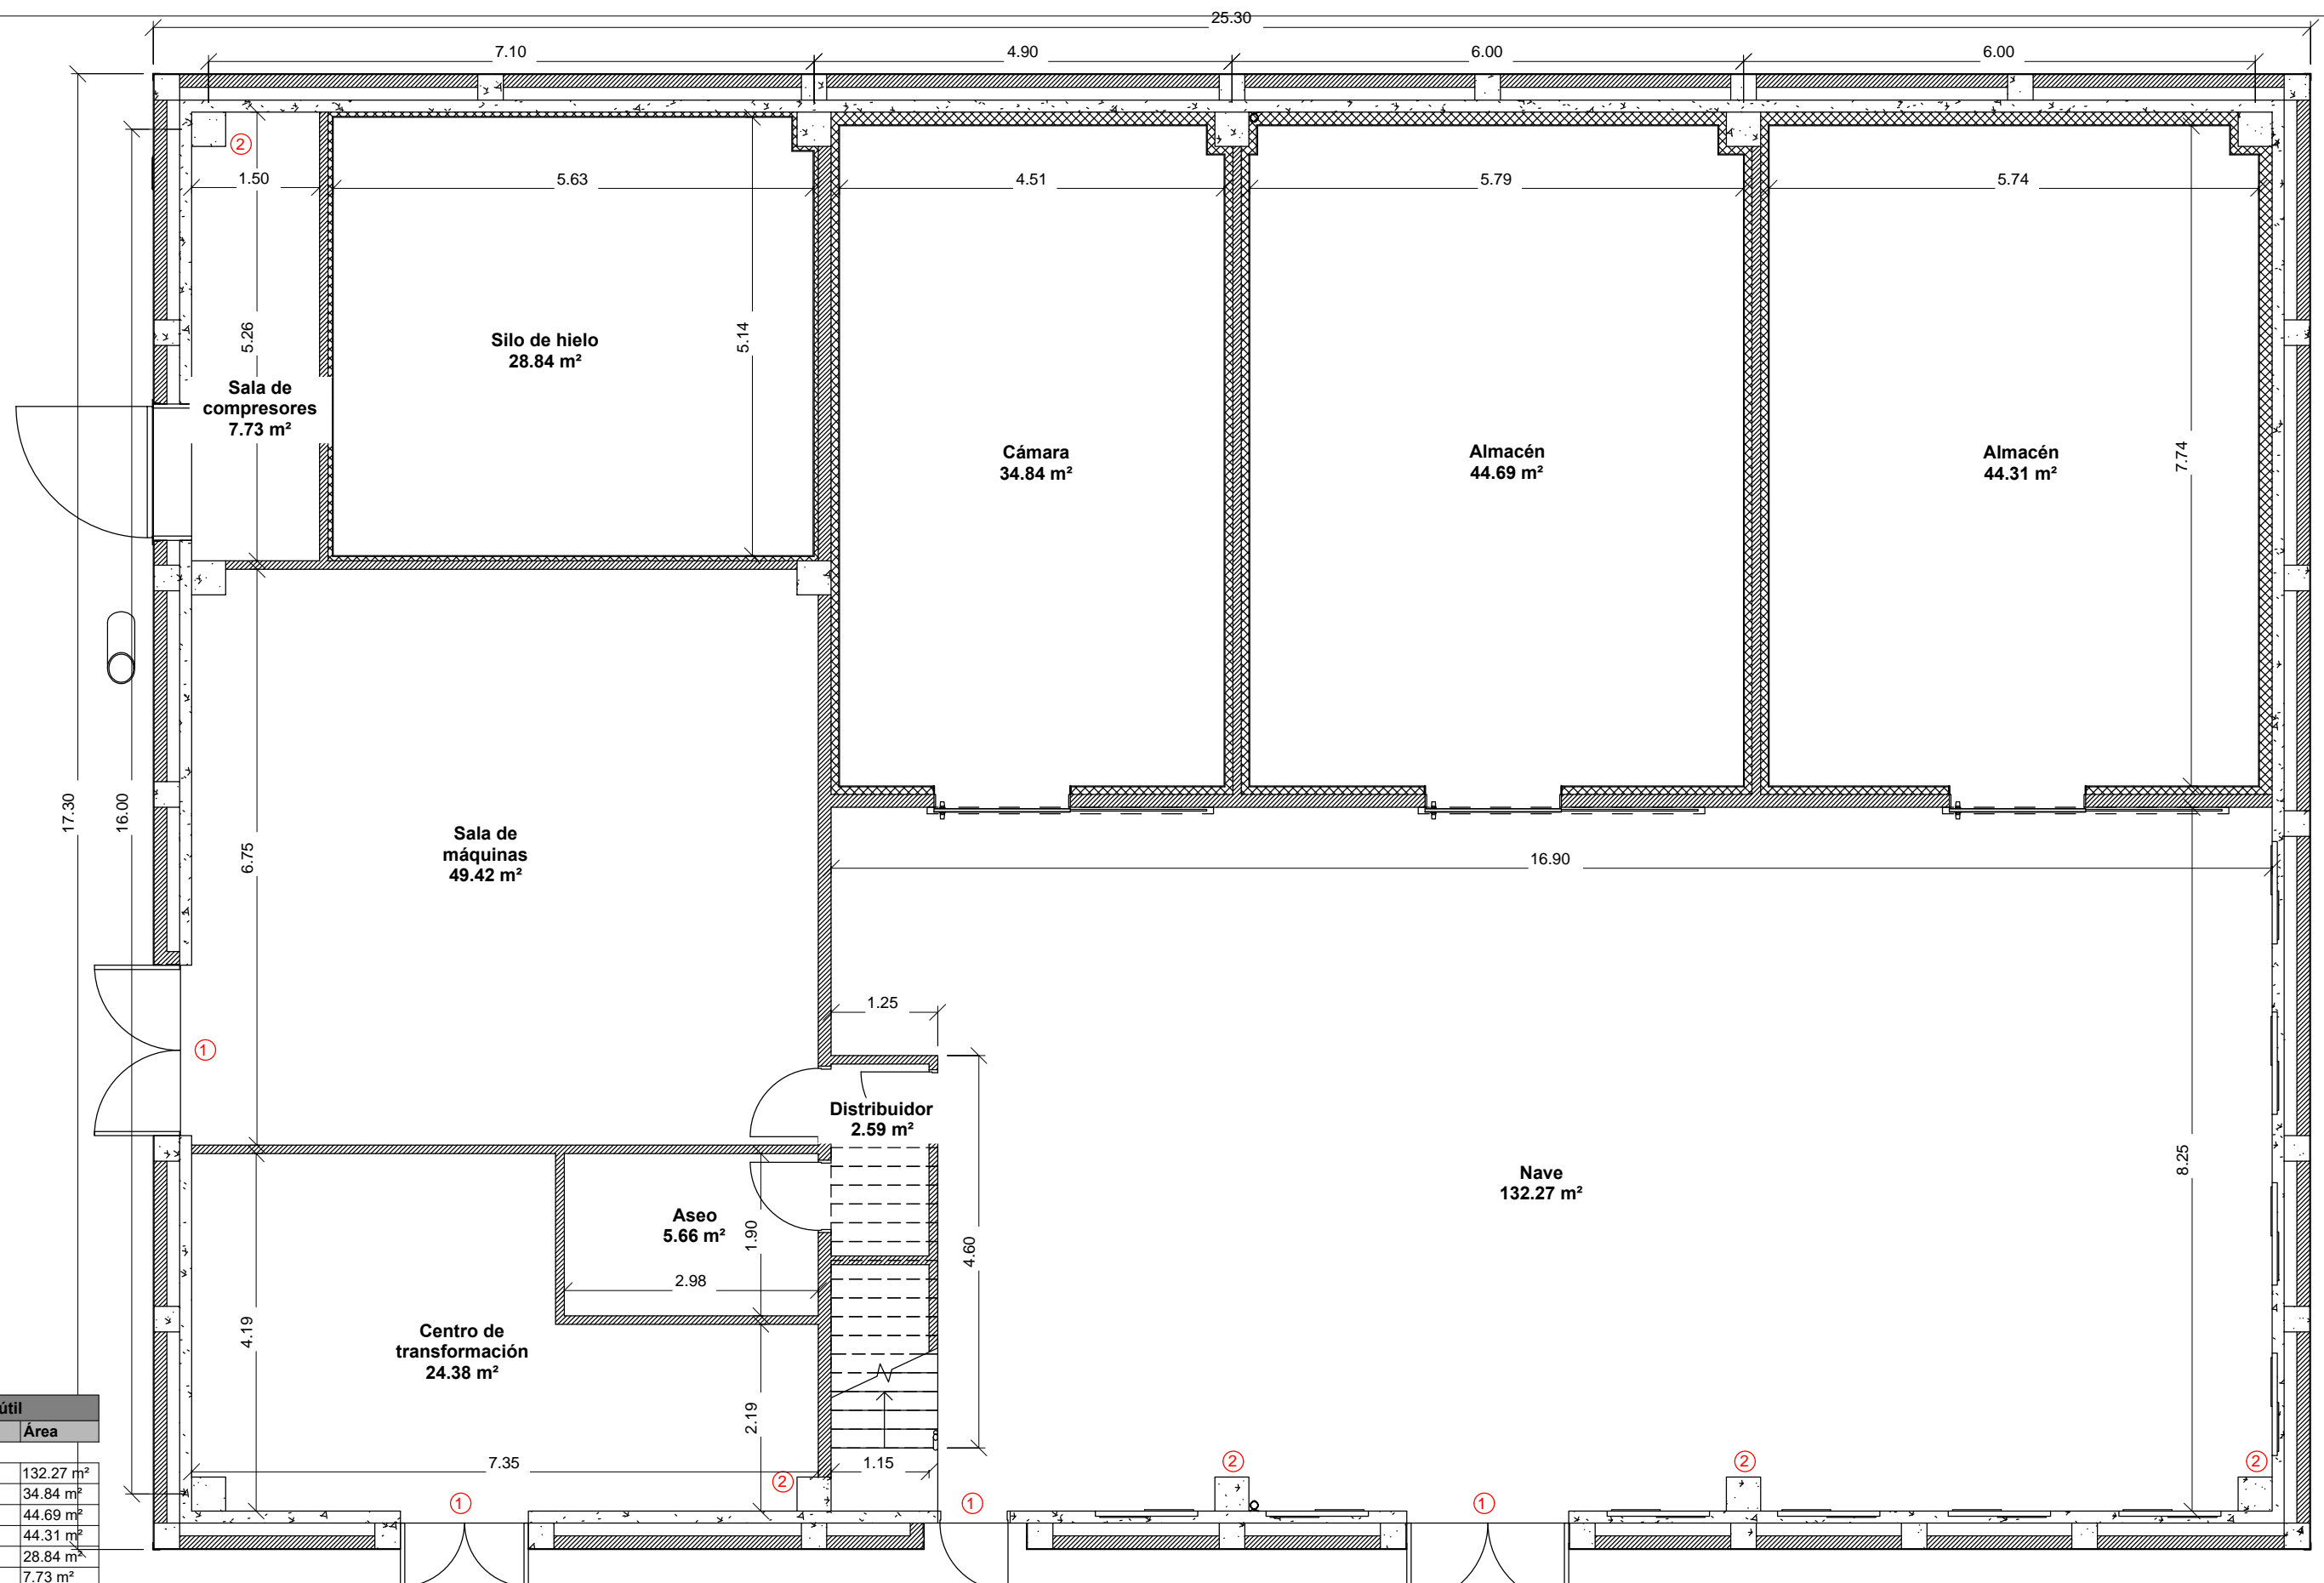 25.30
7.10
4.90
6.00
6.00
②
1.50
5.63
4.51
5.79
5.74
5.26
5.14
Silo de hielo
28.84 m²
Sala de
compresores
7.73 m²
Cámara
34.84 m²
Almacén
44.69 m²
Almacén
44.31 m²
7.74
17.30
16.00
Sala de
máquinas
49.42 m²
6.75
16.90
1.25
①
Distribuidor
2.59 m²
Nave
132.27 m²
8.25
Aseo
5.66 m²
1.90
4.60
2.98
4.19
Centro de
transformación
24.38 m²
2.19
7.35
1.15
②
②
②
②
①
①
①
útil
Área
132.27 m²
34.84 m²
44.69 m²
44.31 m²
28.84 m²
7.73 m²